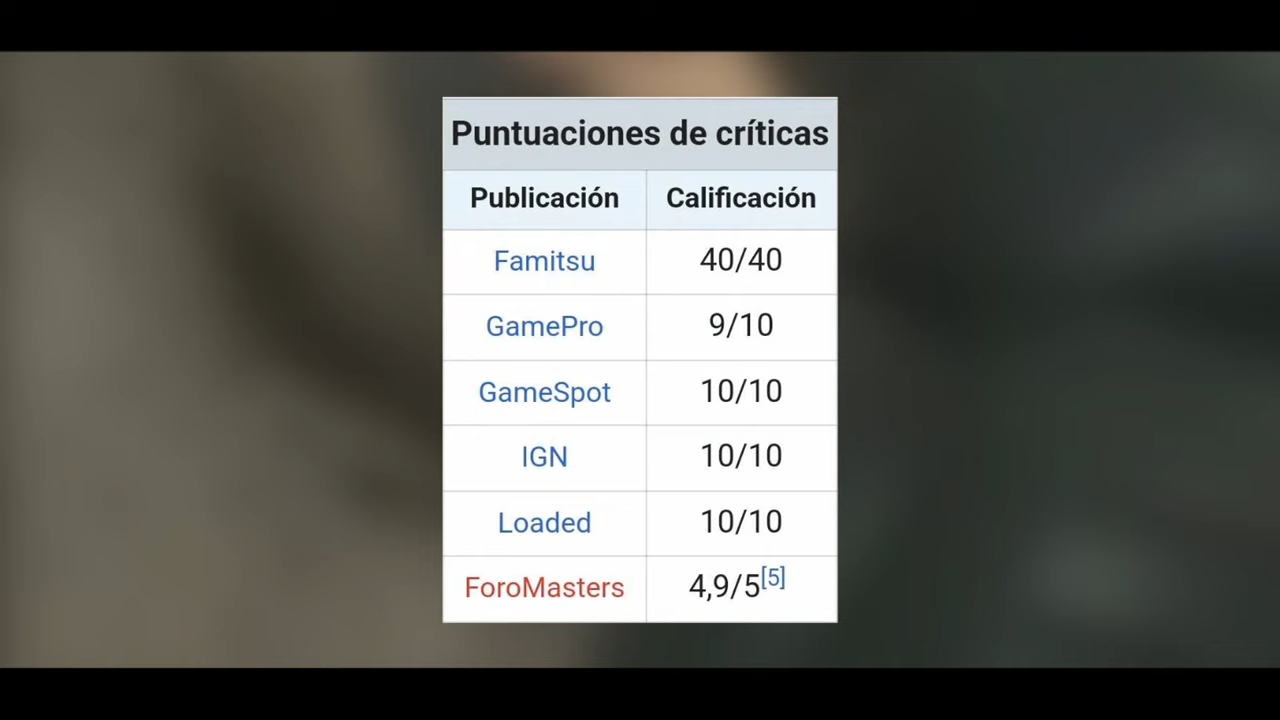 Puntuaciones de críticas
Publicación Calificación
Famitsu 40/40
GamePro 9/10
GameSpot 10/10
IGN 10/10
Loaded 10/10
ForoMasters 4,9/5[5]